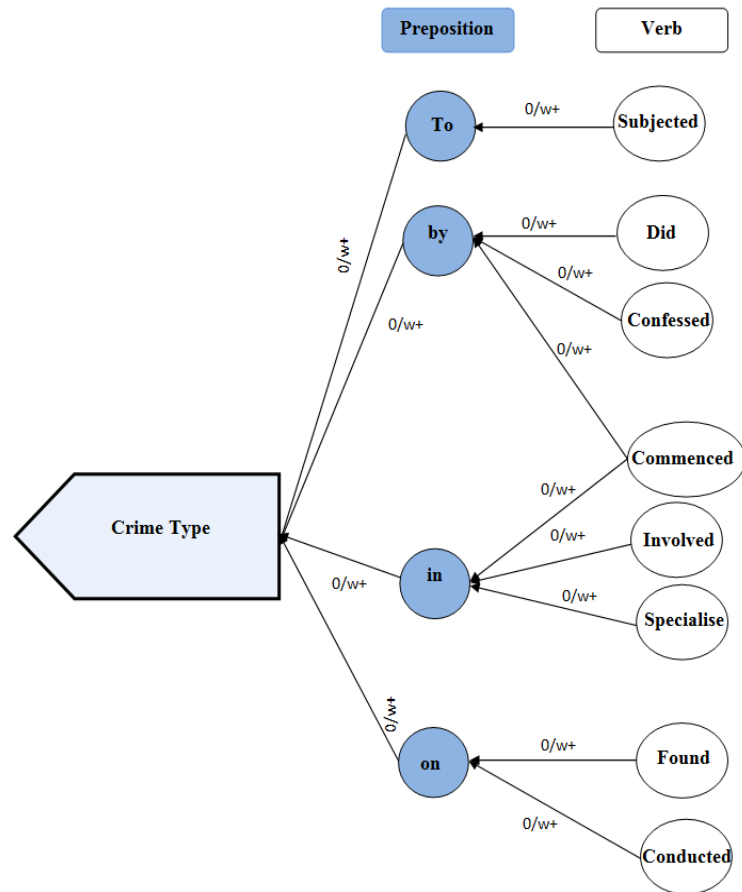 Preposition
Verb
To
0/w+
Subjected
by
0/w+
Did
0/w+
Confessed
0/w+
0/w+
0/w+
Commenced
0/w+
0/w+
Involved
Crime Type
in
0/w+
0/w+
Specialise
0/w+
on
0/w+
Found
0/w+
Conducted